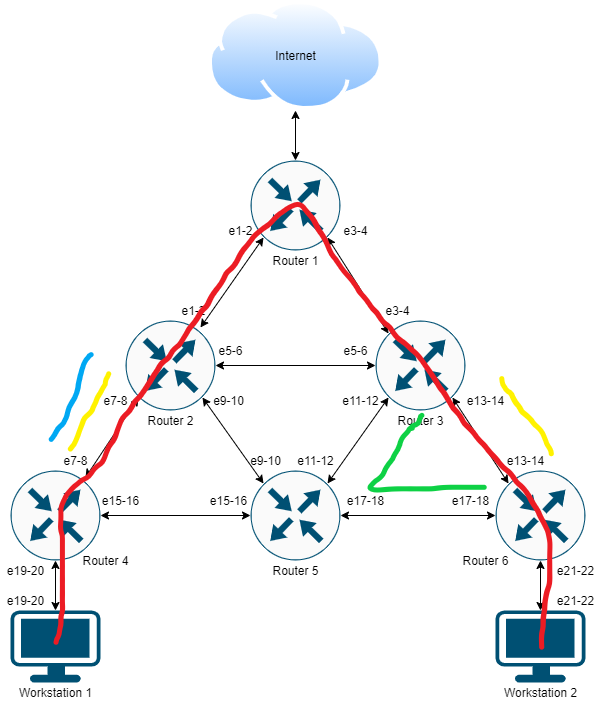 Internet
e1-2
e3-4
Router 1
e1-2
e3-4
e5-6
e5-6
e7-8
e9-10
e11-12
e13-14
Router 2
Router 3
e7-8
e9-10
e11-12
e13-14
e15-16
e15-16
e17-18
e17-18
Router 4
Router 5
Router 6
e19-20
e21-22
e19-20
e21-22
Workstation 1
Workstation 2